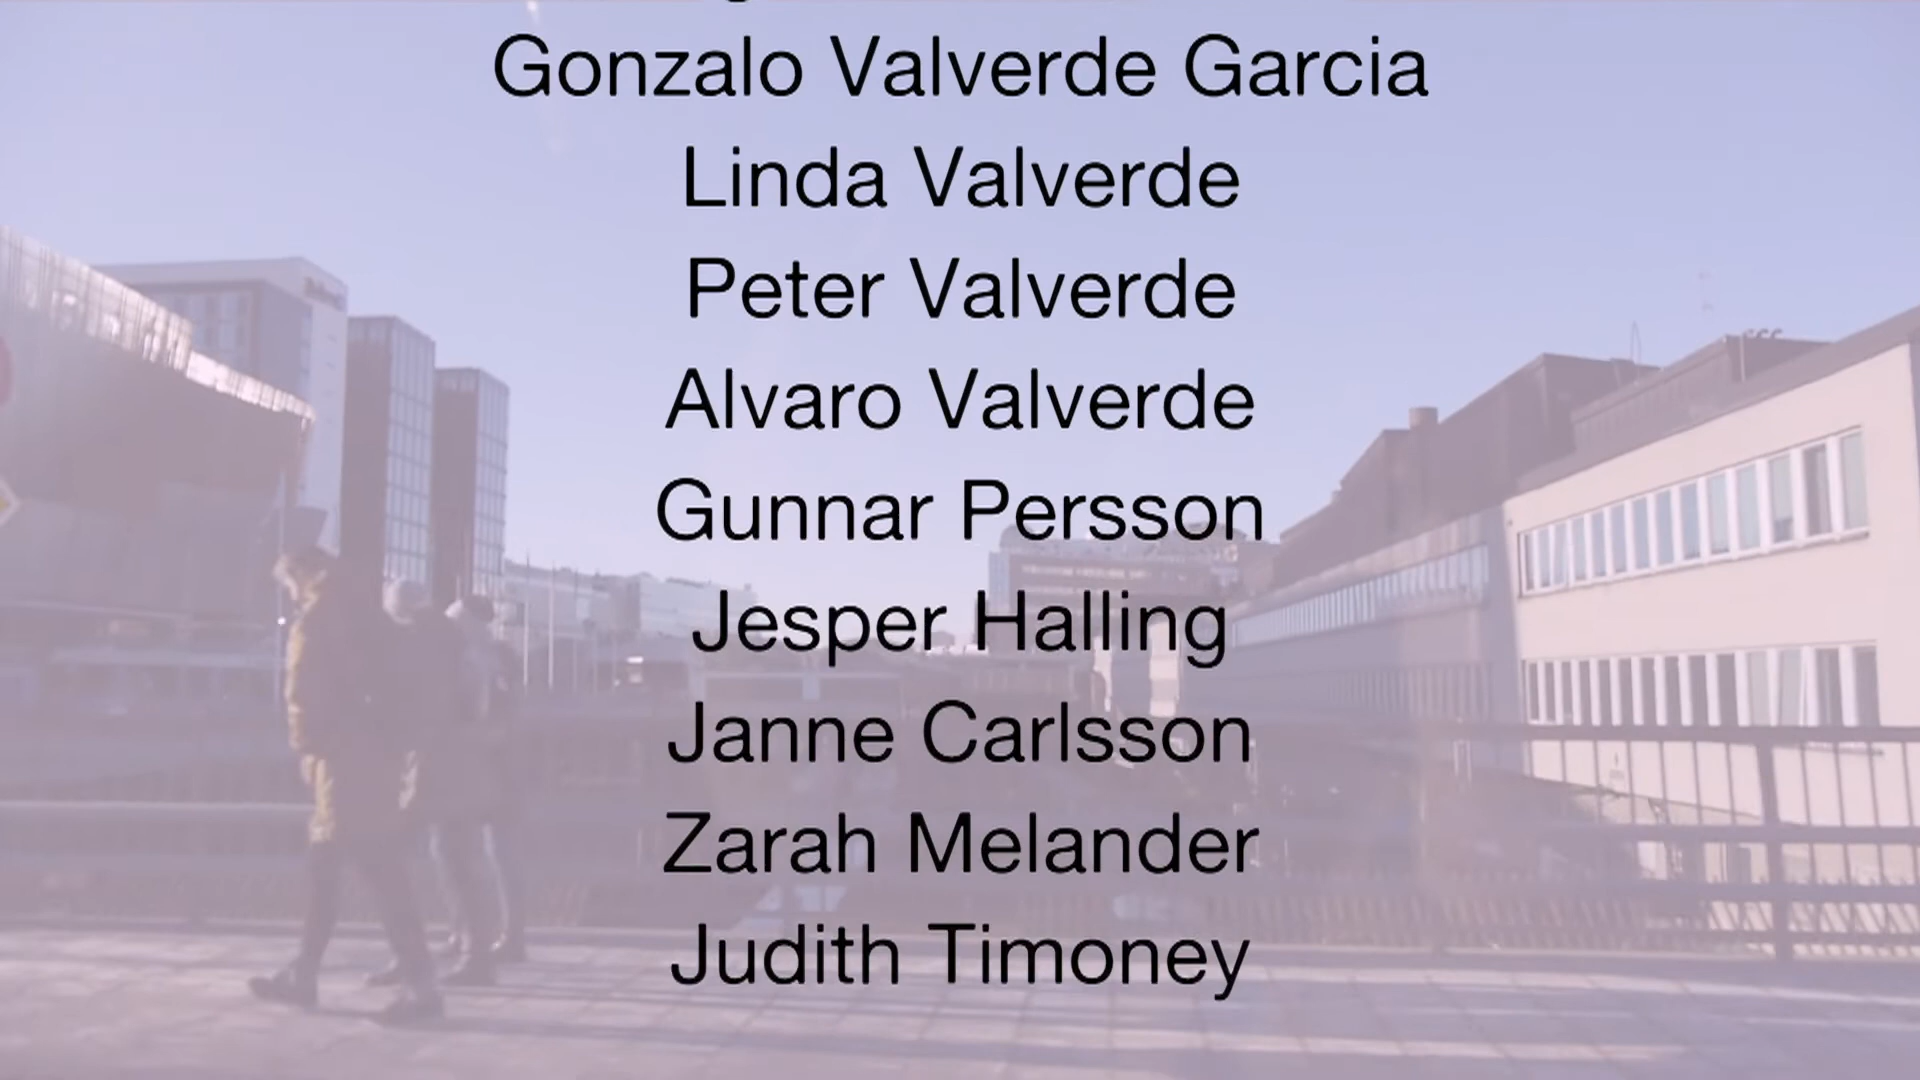 Gonzalo Valverde Garcia
Linda Valverde
Peter Valverde
Alvaro Valverde
Gunnar Persson
Jesper Halling
Janne Carlsson
Zarah Melander
Judith Timoney